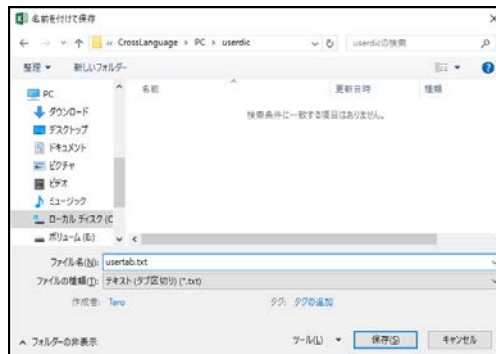 名前を付けて保存
« CrossLanguage › PC › userdic
userdicの検索
整理 新しいフォルダー
名前 更新日時 種類
検索条件に一致する項目はありません。
PC
ダウンロード
デスクトップ
ドキュメント
ピクチャ
ビデオ
ミュージック
ローカル ディスク (C
ボリューム (E:)
ファイル名(N): usertab.txt
ファイルの種類(T): テキスト (タブ区切り) (*.txt)
作成者: Taro タグ: タグの追加
フォルダーの非表示 ツール(L) 保存(S) キャンセル